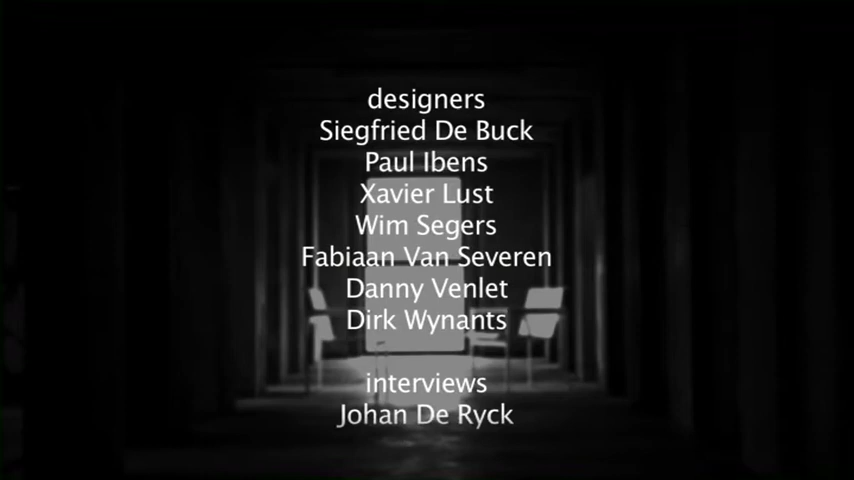 designers
Siegfried De Buck
Paul Ibens
Xavier Lust
Wim Segers
Fabiaan Van Severen
Danny Venlet
Dirk Wynants
interviews
Johan De Ryck